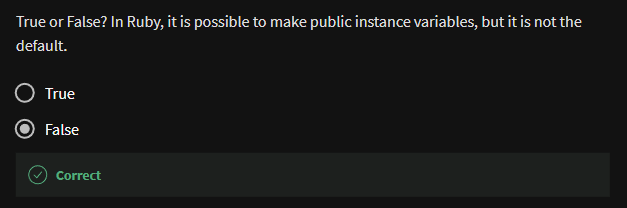 True or False? In Ruby, it is possible to make public instance variables, but it is not the
default.
True
False
Correct